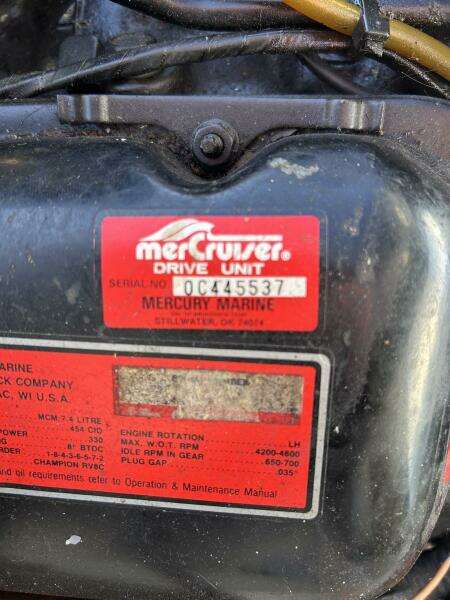 merCruiser®
DRIVE UNIT
SERIAL NO 0C445537
MERCURY MARINE
STILLWATER, OK 74074
ARINE
CK COMPANY
AC, WI U.S.A.
MCM 7.4 LITRE
454 CID
POWER 330
8° BTOC
RDER 1-8-4-3-6-5-7-2
CHAMPION RV8C
ENGINE ROTATION LH
MAX. W.O.T. RPM 4200-4600
IDLE RPM IN GEAR 650-700
PLUG GAP .035"
and oil requirements refer to Operation & Maintenance Manual